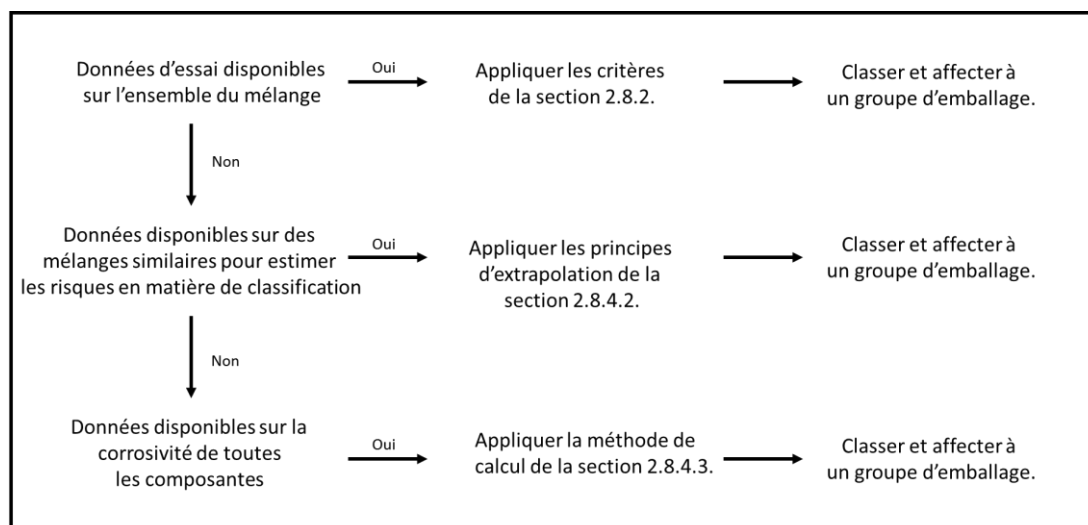 Données d’essai disponibles
sur l’ensemble du mélange
Oui
Appliquer les critères
de la section 2.8.2.
Classer et affecter à
un groupe d’emballage.
Non
Données disponibles sur des
mélanges similaires pour estimer
les risques en matière de classification
Oui
Appliquer les principes
d’extrapolation de la
section 2.8.4.2.
Classer et affecter à
un groupe d’emballage.
Non
Données disponibles sur la
corrosivité de toutes
les composantes
Oui
Appliquer la méthode de
calcul de la section 2.8.4.3.
Classer et affecter à
un groupe d’emballage.